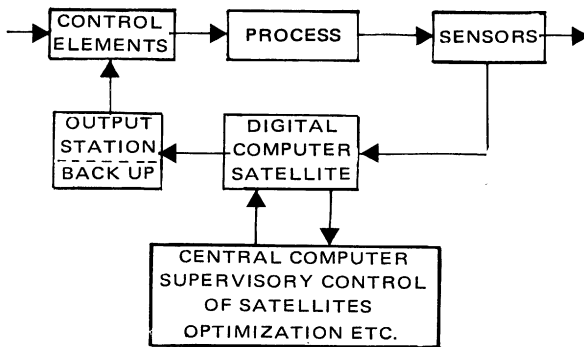 CONTROL
ELEMENTS
PROCESS
SENSORS
OUTPUT
STATION
BACK UP
DIGITAL
COMPUTER
SATELLITE
CENTRAL COMPUTER
SUPERVISORY CONTROL
OF SATELLITES
OPTIMIZATION ETC.